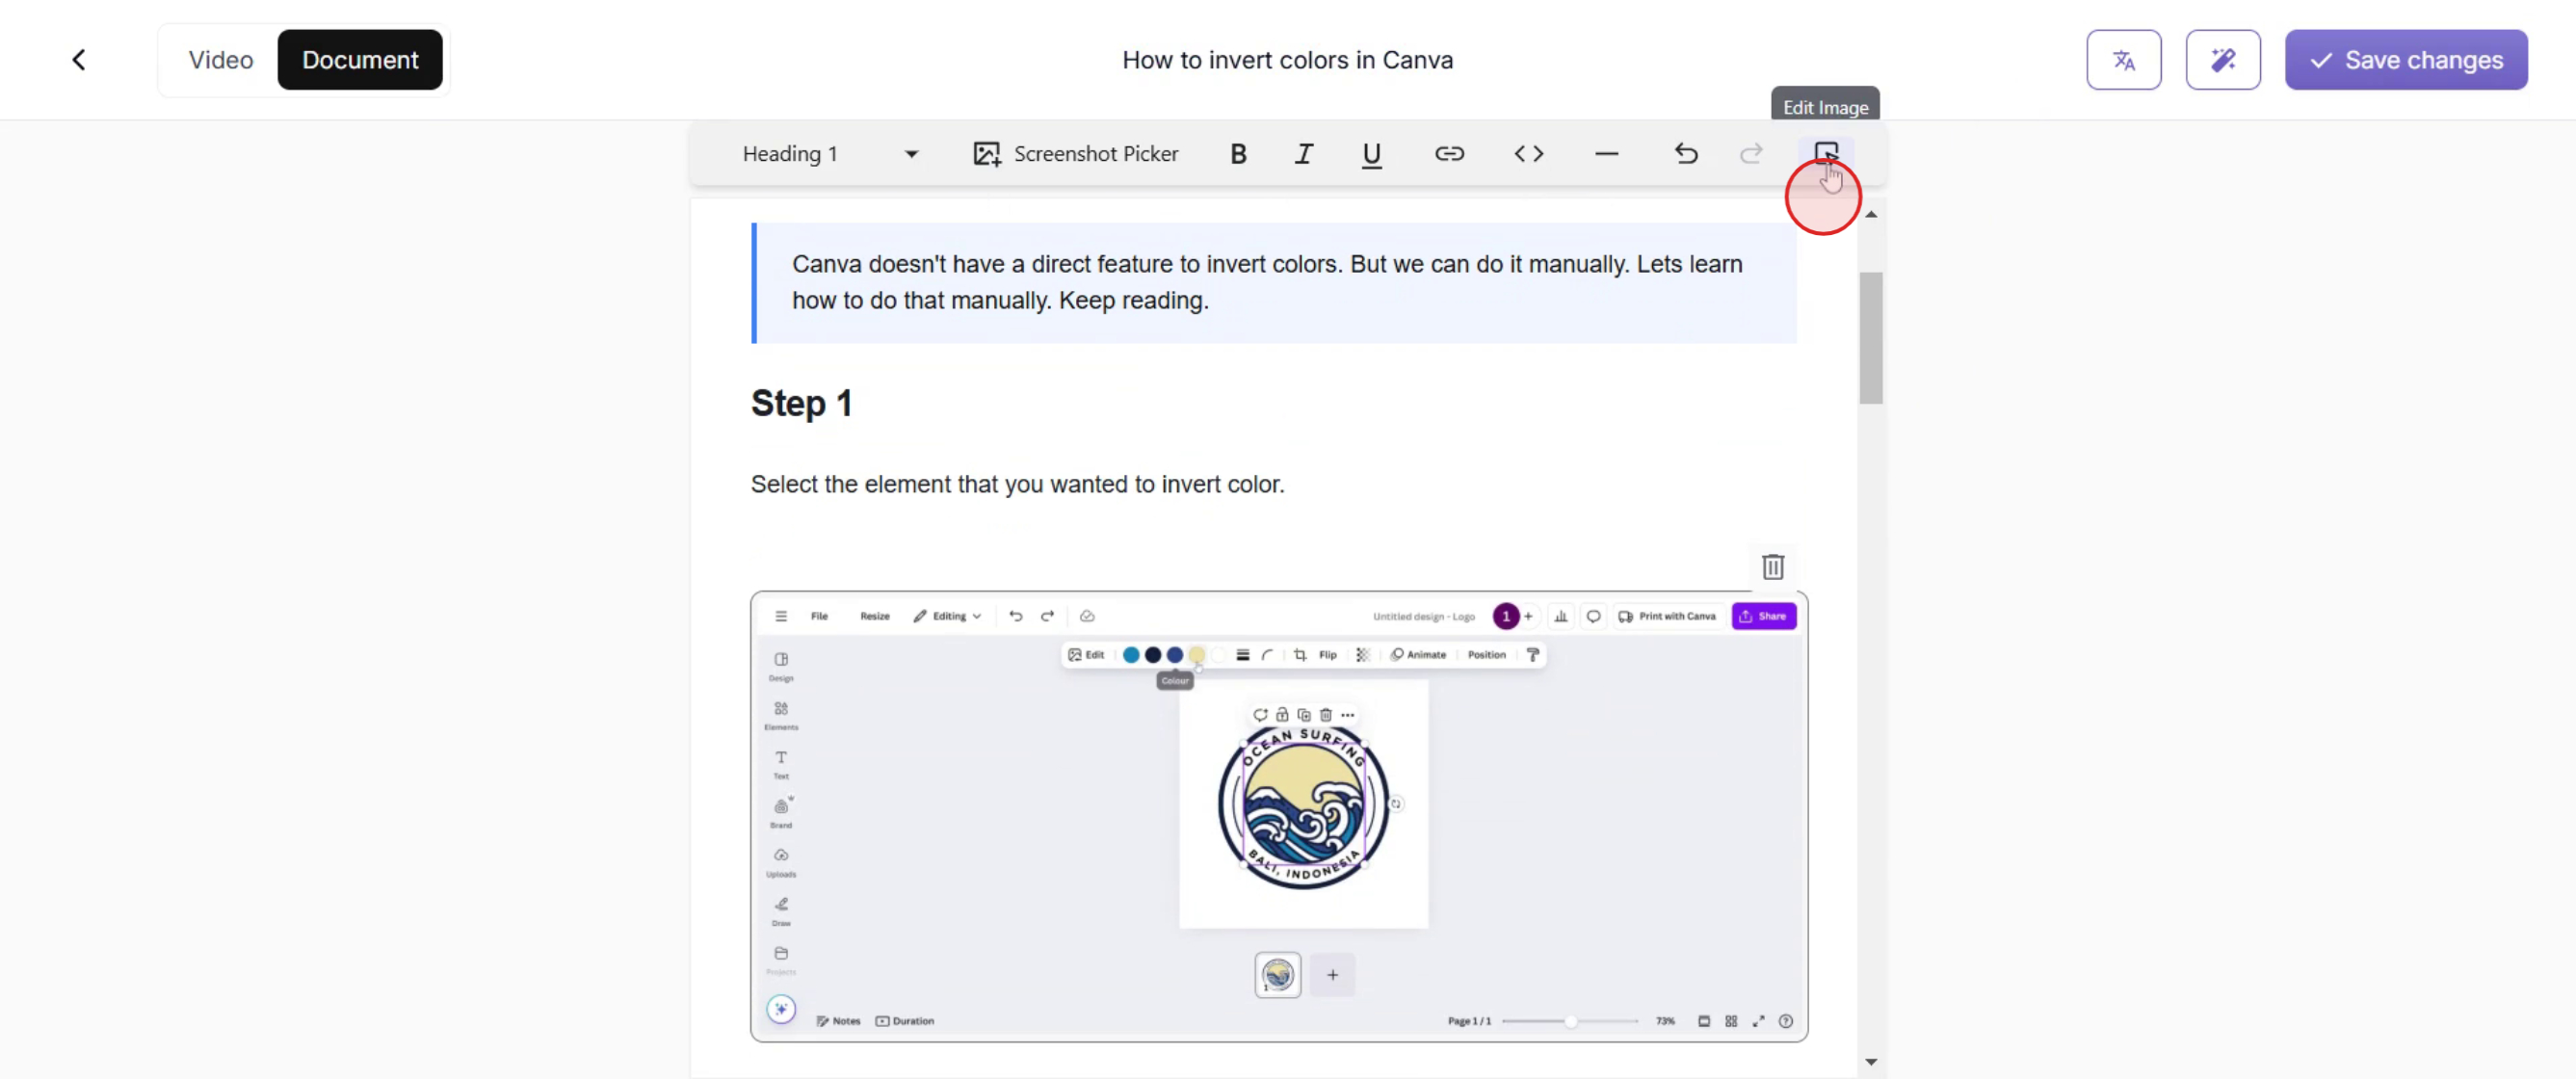 Video
Document
How to invert colors in Canva
Save changes
Edit Image
Heading 1
Screenshot Picker
B
I
U
Canva doesn't have a direct feature to invert colors. But we can do it manually. Lets learn
how to do that manually. Keep reading.
Step 1
Select the element that you wanted to invert color.
File
Resize
Editing
Untitled design - Logo
1
Print with Canva
Share
Edit
Flip
Animate
Position
Colour
Design
Elements
Text
Brand
Uploads
Draw
Projects
OCEAN SURFING
BALI, INDONESIA
1
Notes
Duration
Page 1 / 1
73%